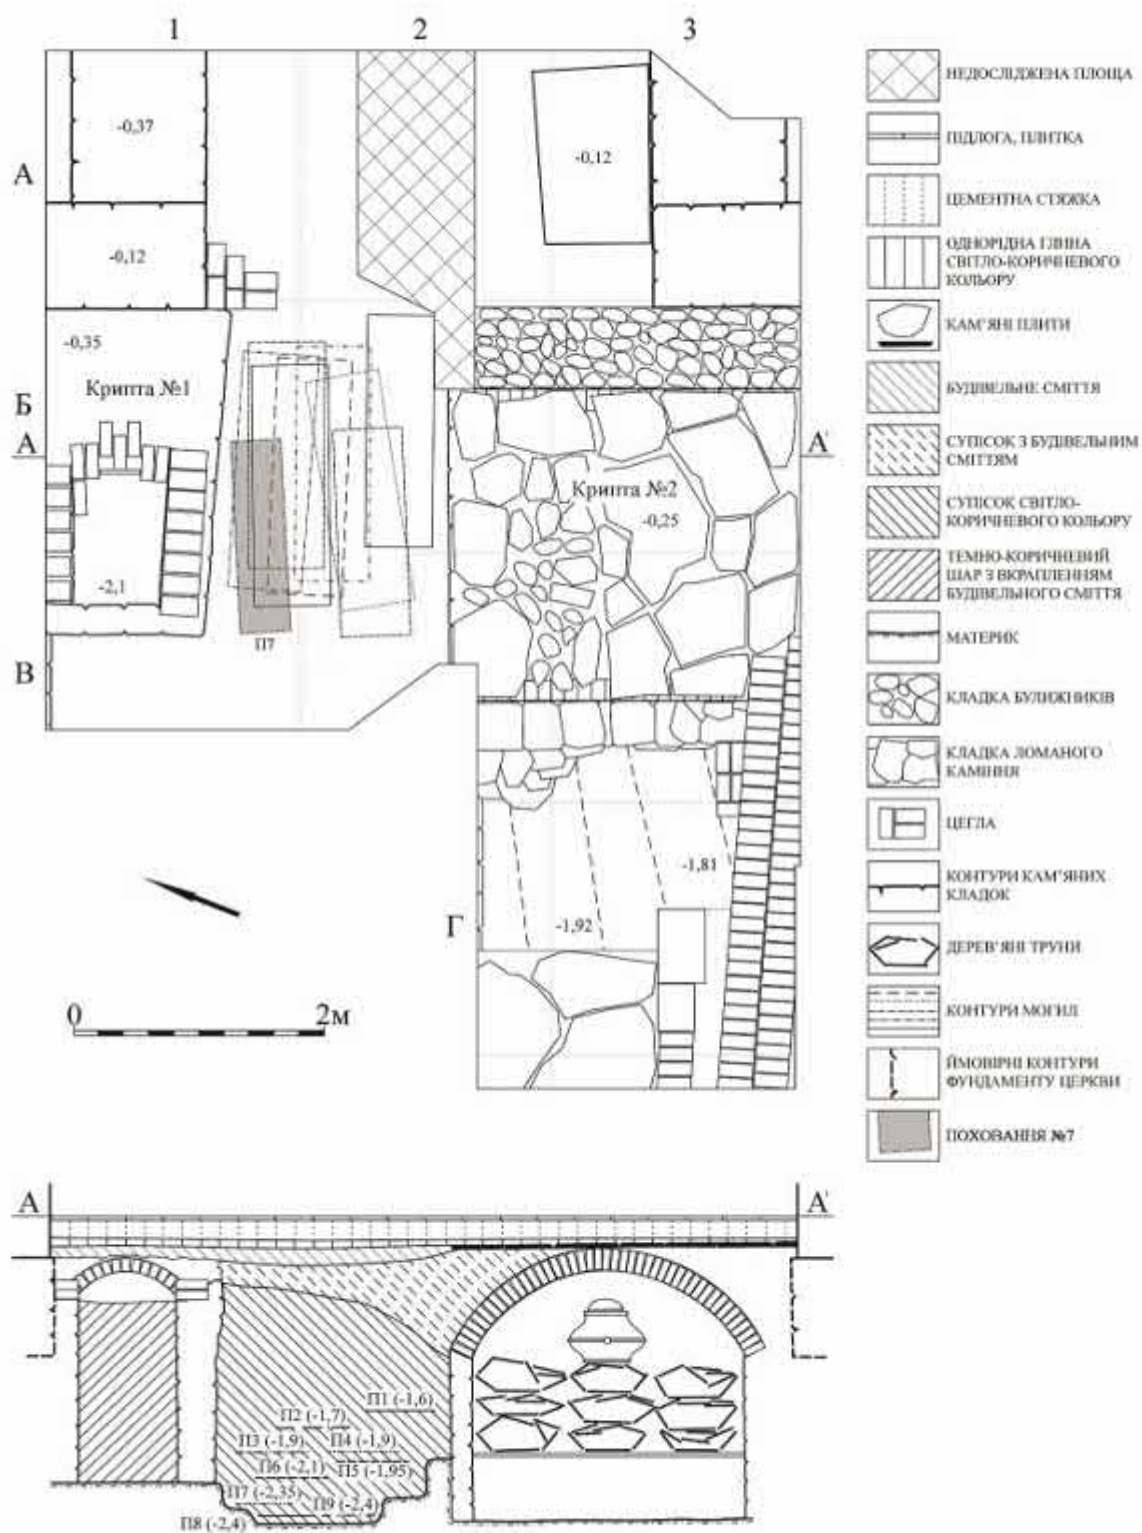 1 2 3
А
Б
А
В
Г
А'
-0,37
-0,12
-0,12
-0,35
Крипта №1
-2,1
П7
Крипта №2
-0,25
-1,81
-1,92
0 2м
НЕДОСЛІДЖЕНА ПЛОЩА
ПІДЛОГА, ПЛИТКА
ЦЕМЕНТНА СТЯЖКА
ОДНОРІДНА ГЛИНА
СВІТЛО-КОРИЧНЕВОГО
КОЛЬОРУ
КАМ'ЯНІ ПЛИТИ
БУДІВЕЛЬНЕ СМІТТЯ
СУПІСОК З БУДІВЕЛЬНИМ
СМІТТЯМ
СУПІСОК СВІТЛО-
КОРИЧНЕВОГО КОЛЬОРУ
ТЕМНО-КОРИЧНЕВИЙ
ШАР З ВКРАПЛЕННЯМ
БУДІВЕЛЬНОГО СМІТТЯ
МАТЕРИК
КЛАДКА БУЛИЖНИКІВ
КЛАДКА ЛОМАНОГО
КАМІННЯ
ЦЕГЛА
КОНТУРИ КАМ'ЯНИХ
КЛАДОК
ДЕРЕВ'ЯНІ ТРУНИ
КОНТУРИ МОГИЛ
ЙМОВІРНІ КОНТУРИ
ФУНДАМЕНТУ ЦЕРКВИ
ПОХОВАННЯ №7
А А'
П1 (-1,6)
П2 (-1,7)
П3 (-1,9) П4 (-1,9)
П6 (-2,1) П5 (-1,95)
П7 (-2,35)
П9 (-2,4)
П8 (-2,4)